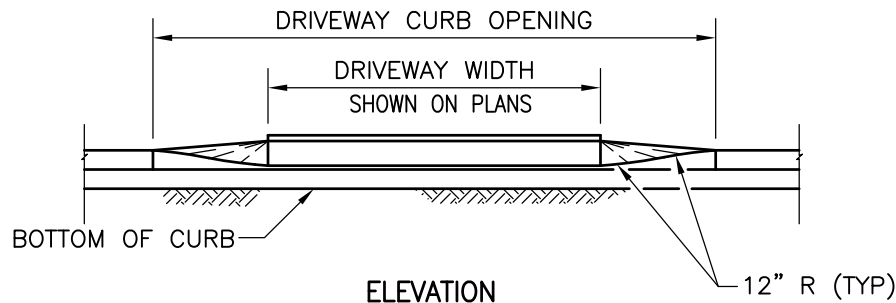 DRIVEWAY CURB OPENING
DRIVEWAY WIDTH
SHOWN ON PLANS
BOTTOM OF CURB
ELEVATION
12" R (TYP)